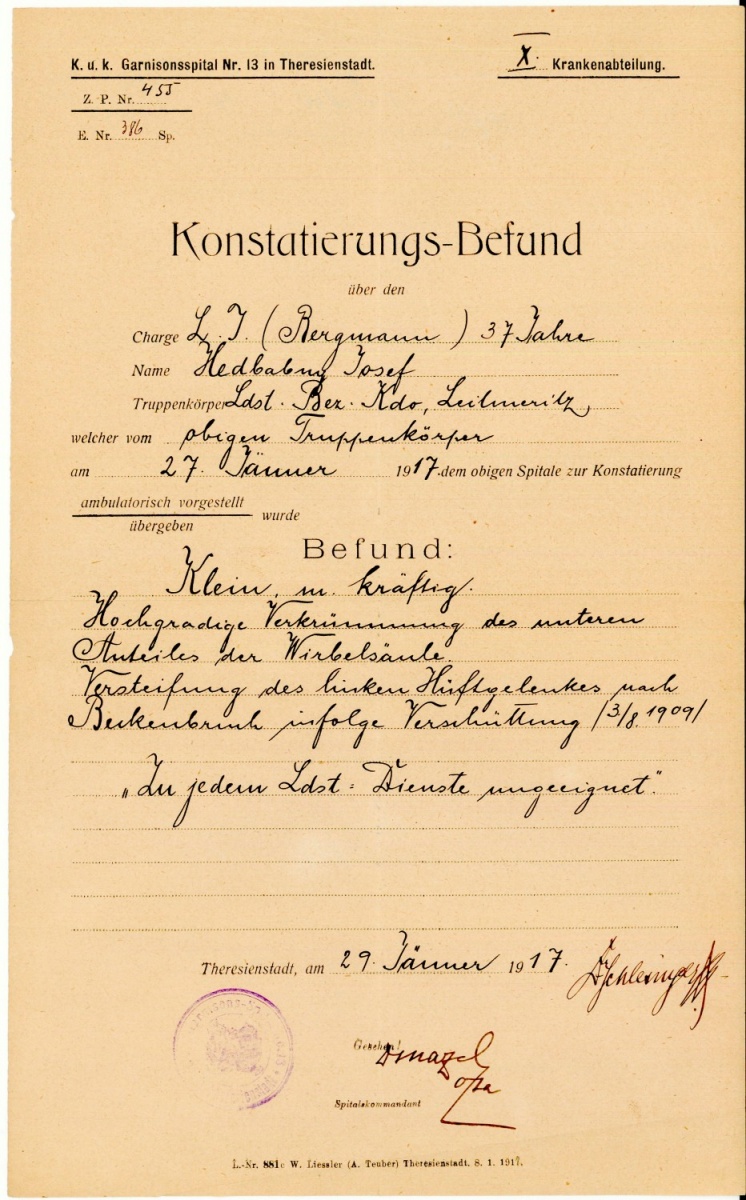 K. u. k. Garnisonsspital Nr. 13 in Theresienstadt.
X. Krankenabteilung.
Z. P. Nr. 455
E. Nr. 386 Sp.
Konstatierungs-Befund
über den
Charge L. I. (Bergmann) 37 Jahre
Name Hedbabny Josef
Truppenkörper Ldst. Bez. Kdo, Leitmeritz,
welcher vom obigen Truppenkörper
am 27. Jänner 1917. dem obigen Spitale zur Konstatierung
ambulatorisch vorgestellt
übergeben wurde
Befund:
Klein, m. kräftig.
Hochgradige Verkrümmung des unteren
Anteiles der Wirbelsäule.
Versteifung des linken Hüftgelenkes nach
Beckenbruch infolge Verschüttung /3/8. 1909/
„Zu jedem Ldst = Dienste ungeeignet".
Theresienstadt, am 29. Jänner 1917.
Dr Schlesinger
Gesehen!
Spitalskommandant
L.-Nr. 881c W. Liessler (A. Teuber) Theresienstadt. 8. 1. 1917.